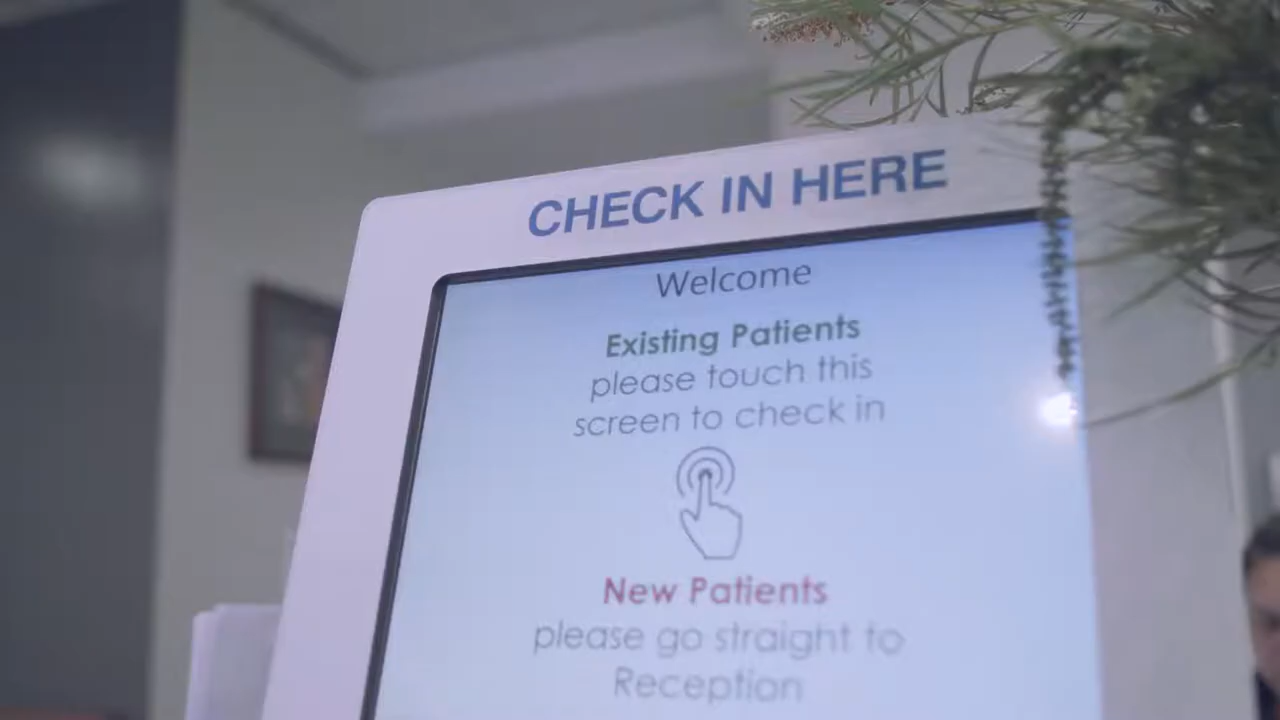 CHECK IN HERE
Welcome
Existing Patients
please touch this
screen to check in
New Patients
please go straight to
Reception